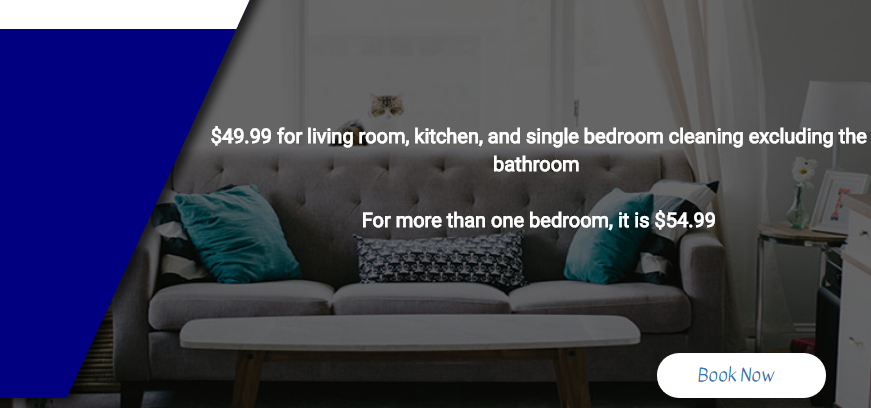 $49.99 for living room, kitchen, and single bedroom cleaning excluding the
bathroom
For more than one bedroom, it is $54.99
Book Now